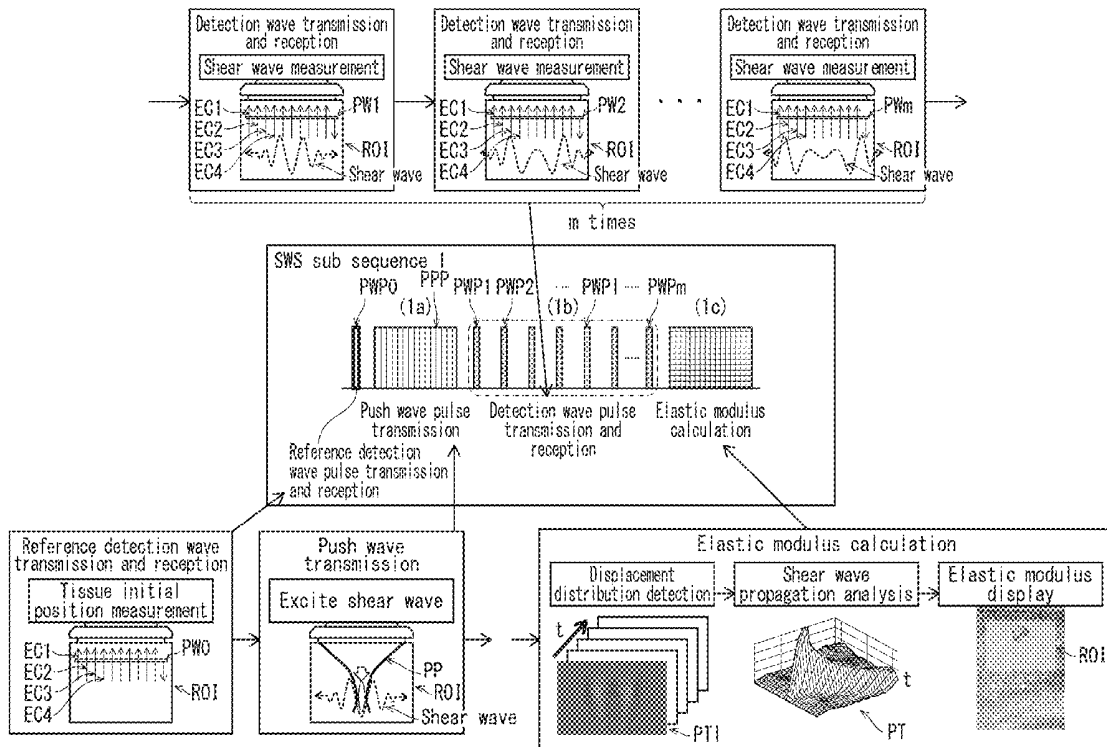 Detection wave transmission
and reception
Shear wave measurement
EC1
PW1
EC2
EC3
EC4
ROI
Shear wave
Detection wave transmission
and reception
Shear wave measurement
EC1
PW2
EC2
EC3
EC4
ROI
Shear wave
Detection wave transmission
and reception
Shear wave measurement
EC1
PWm
EC2
EC3
EC4
ROI
Shear wave
m times
SWS sub sequence
PWP0
PPP
PWP1
PWP2
PWPl
PWPm
(1a)
(1b)
(1c)
Push wave pulse
transmission
Detection wave pulse
transmission and
reception
Elastic modulus
calculation
Reference detection
wave pulse transmission
and reception
Reference detection wave
transmission and reception
Tissue initial
position measurement
EC1
PW0
EC2
EC3
EC4
ROI
Push wave
transmission
Excite shear wave
PP
ROI
Shear wave
Elastic modulus calculation
Displacement
distribution detection
Shear wave
propagation analysis
Elastic modulus
display
t
t
ROI
PTl
PT